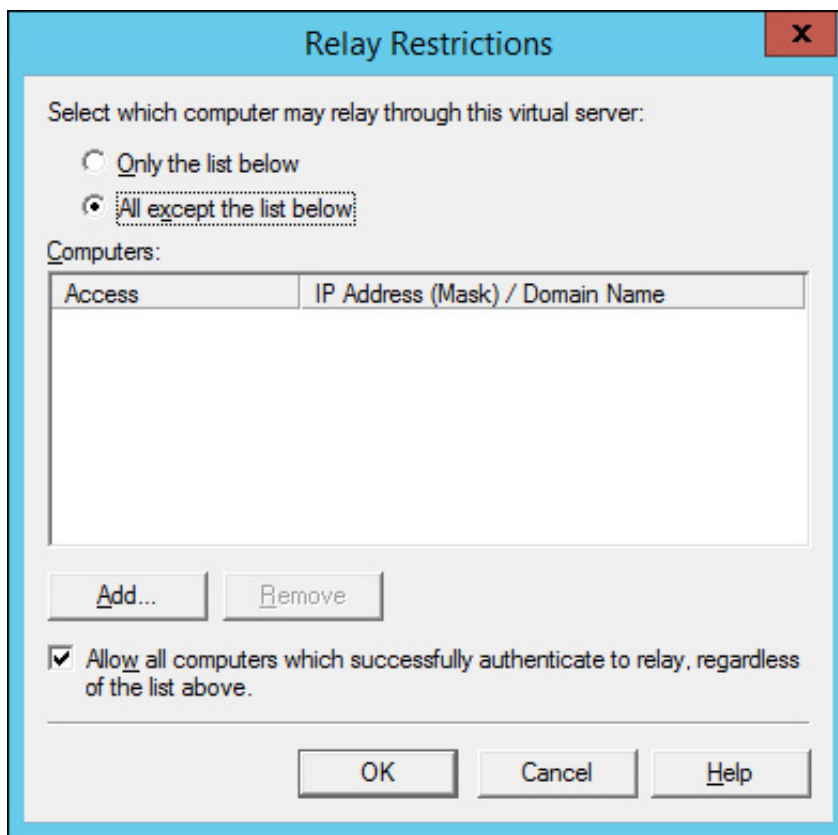 Relay Restrictions
x
Select which computer may relay through this virtual server:
Only the list below
All except the list below
Computers:
Access IP Address (Mask) / Domain Name
Add... Remove
Allow all computers which successfully authenticate to relay, regardless
of the list above.
OK Cancel Help